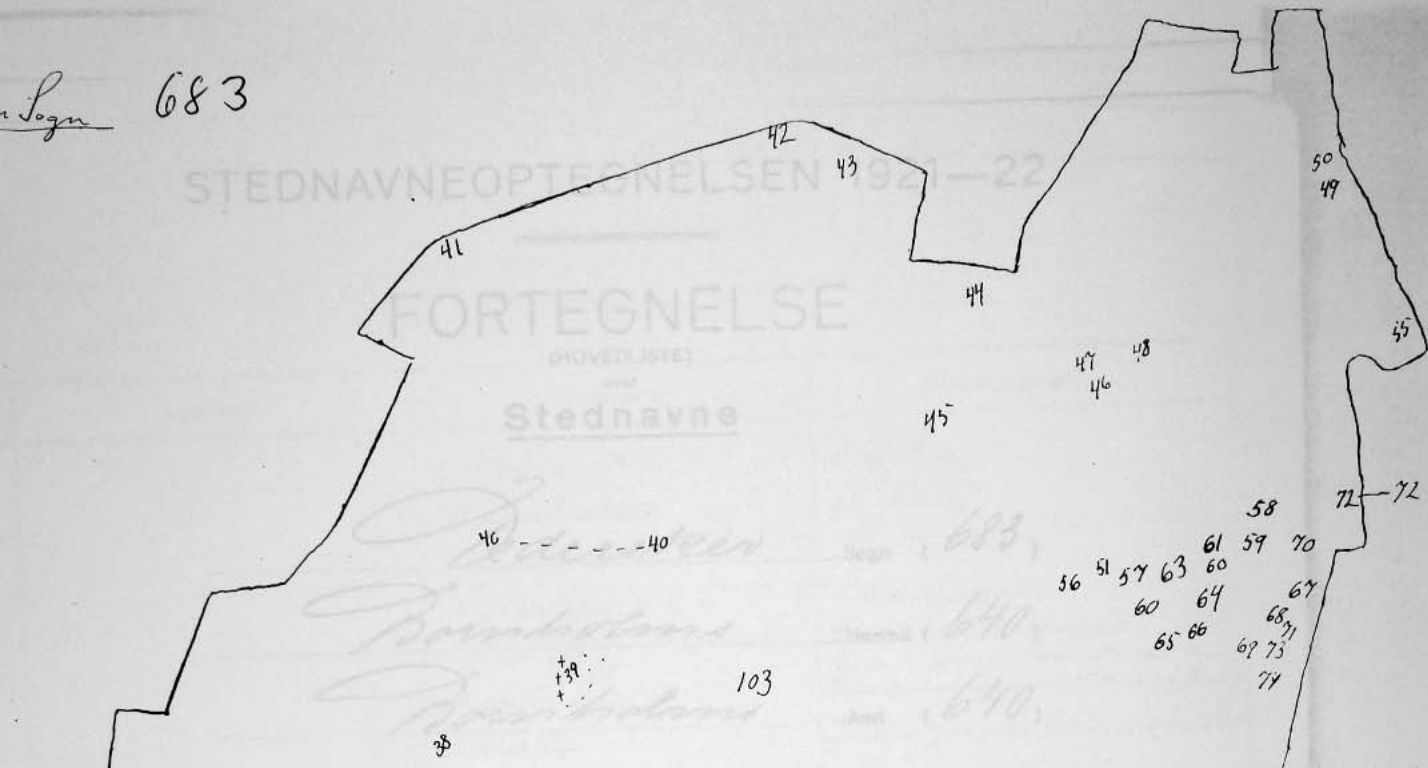 Sogn 683
STEDNAVNEOPTEGNELSEN 1921—22
FORTEGNELSE
(HOVEDLISTE)
over
Stednavne
Sogn ( 683 )
Bornholms Herred ( 640 )
Bornholms Amt ( 640 )
42
43
50
49
41
44
55
47 48
46
45
72 — 72
58
40 - - - - - - 40
61 59 70
56 51 57 63 60
60 64 67
68
65 66 71
69 73
74
+39
103
38